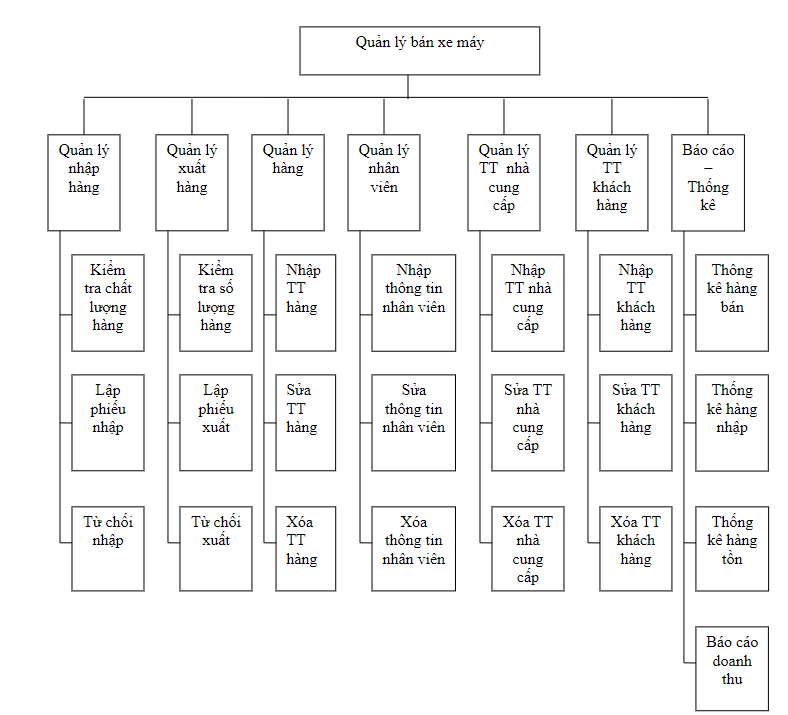 Quản lý bán xe máy
Quản lý
nhập
hàng
Quản lý
xuất
hàng
Quản lý
hàng
Quản lý
nhân
viên
Quản lý
TT nhà
cung
cấp
Quản lý
TT
khách
hàng
Báo cáo
–
Thống
kê
Kiểm
tra chất
lượng
hàng
Kiểm
tra số
lượng
hàng
Nhập
TT
hàng
Nhập
thông tin
nhân viên
Nhập
TT nhà
cung
cấp
Nhập
TT
khách
hàng
Thông
kê hàng
bán
Lập
phiếu
nhập
Lập
phiếu
xuất
Sửa
TT
hàng
Sửa
thông tin
nhân viên
Sửa TT
nhà
cung
cấp
Sửa TT
khách
hàng
Thống
kê hàng
nhập
Từ chối
nhập
Từ chối
xuất
Xóa
TT
hàng
Xóa
thông tin
nhân viên
Xóa TT
nhà
cung
cấp
Xóa TT
khách
hàng
Thống
kê hàng
tồn
Báo cáo
doanh
thu